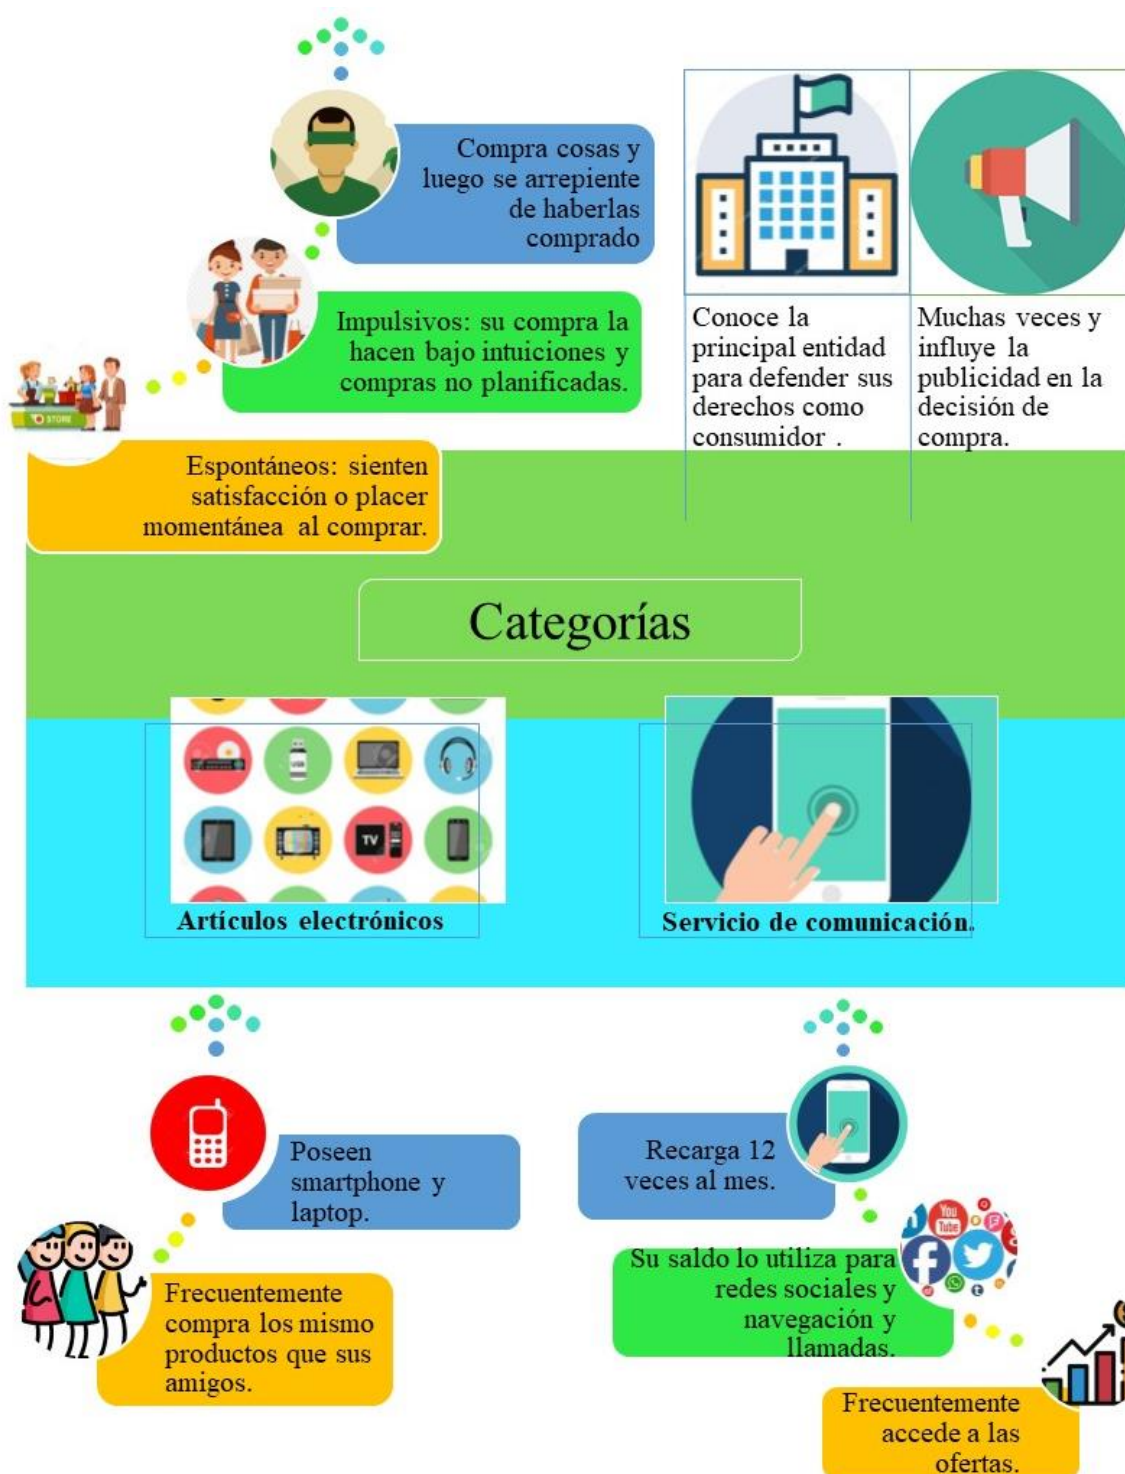 Compra cosas y
luego se arrepiente
de haberlas
comprado
Impulsivos: su compra la
hacen bajo intuiciones y
compras no planificadas.
STORE
Espontáneos: sienten
satisfacción o placer
momentánea al comprar.
Conoce la
principal entidad
para defender sus
derechos como
consumidor .
Muchas veces y
influye la
publicidad en la
decisión de
compra.
Categorías
USB
TV
Artículos electrónicos
Servicio de comunicación.
Poseen
smartphone y
laptop.
Frecuentemente
compra los mismo
productos que sus
amigos.
Recarga 12
veces al mes.
You
Tube
Su saldo lo utiliza para
redes sociales y
navegación y
llamadas.
Frecuentemente
accede a las
ofertas.